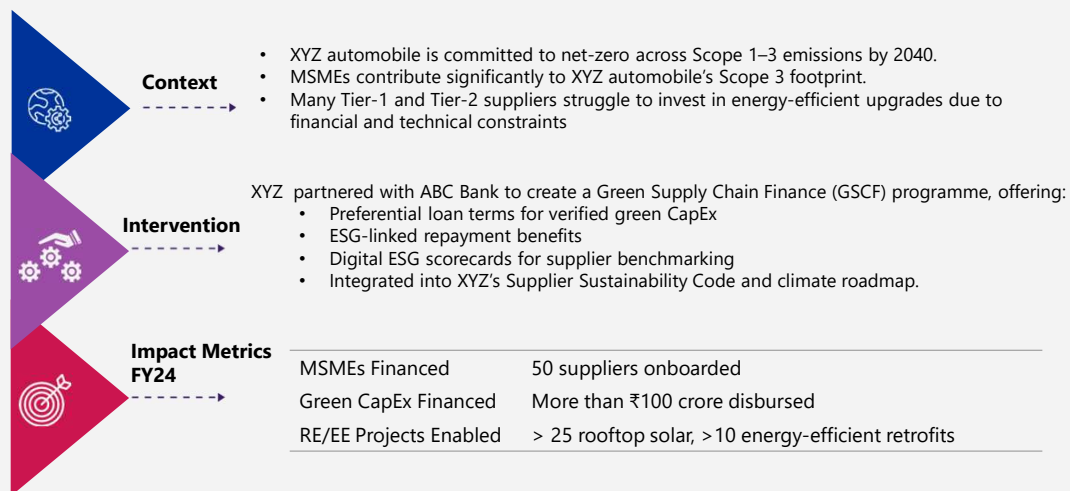 Context
• XYZ automobile is committed to net-zero across Scope 1–3 emissions by 2040.
• MSMEs contribute significantly to XYZ automobile's Scope 3 footprint.
• Many Tier-1 and Tier-2 suppliers struggle to invest in energy-efficient upgrades due to
financial and technical constraints
Intervention
XYZ partnered with ABC Bank to create a Green Supply Chain Finance (GSCF) programme, offering:
• Preferential loan terms for verified green CapEx
• ESG-linked repayment benefits
• Digital ESG scorecards for supplier benchmarking
• Integrated into XYZ's Supplier Sustainability Code and climate roadmap.
Impact Metrics
FY24
MSMEs Financed 50 suppliers onboarded
Green CapEx Financed More than ₹100 crore disbursed
RE/EE Projects Enabled > 25 rooftop solar, >10 energy-efficient retrofits